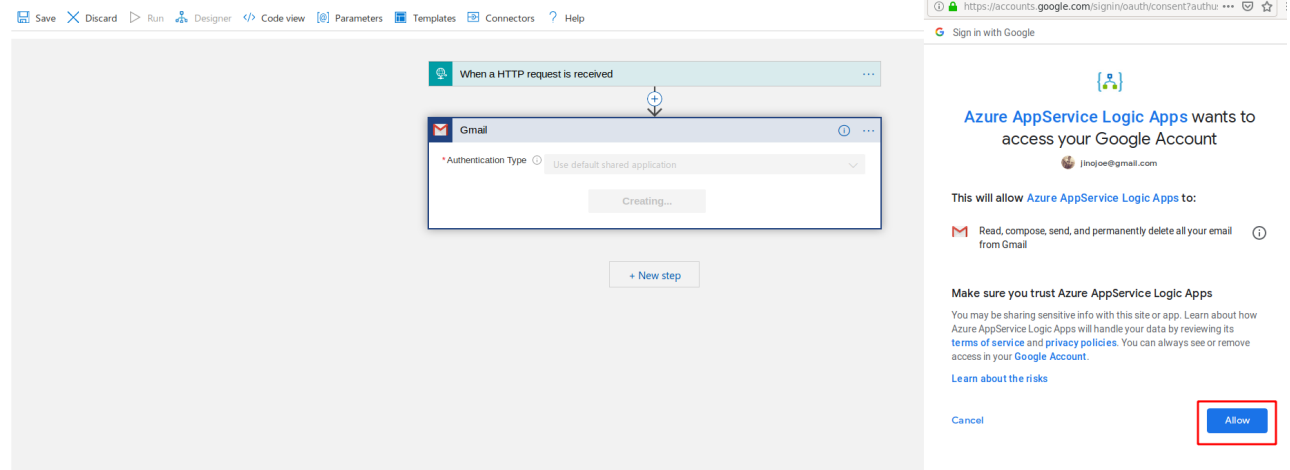 Save Discard Run Designer Code view Parameters Templates Connectors ? Help
When a HTTP request is received
Gmail
*Authentication Type
Use default shared application
Creating...
+ New step
https://accounts.google.com/signin/oauth/consent?authu
Sign in with Google
Azure AppService Logic Apps wants to
access your Google Account
jinojoe@gmail.com
This will allow Azure AppService Logic Apps to:
Read, compose, send, and permanently delete all your email
from Gmail
Make sure you trust Azure AppService Logic Apps
You may be sharing sensitive info with this site or app. Learn about how
Azure AppService Logic Apps will handle your data by reviewing its
terms of service and privacy policies. You can always see or remove
access in your Google Account.
Learn about the risks
Cancel
Allow